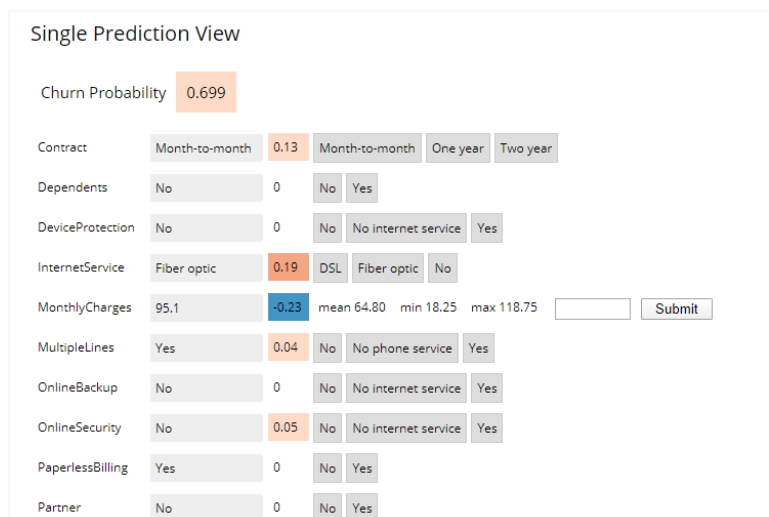 Single Prediction View
Churn Probability 0.699
Contract Month-to-month 0.13 Month-to-month One year Two year
Dependents No 0 No Yes
DeviceProtection No 0 No No internet service Yes
InternetService Fiber optic 0.19 DSL Fiber optic No
MonthlyCharges 95.1 -0.23 mean 64.80 min 18.25 max 118.75 Submit
MultipleLines Yes 0.04 No No phone service Yes
OnlineBackup No 0 No No internet service Yes
OnlineSecurity No 0.05 No No internet service Yes
PaperlessBilling Yes 0 No Yes
Partner No 0 No Yes